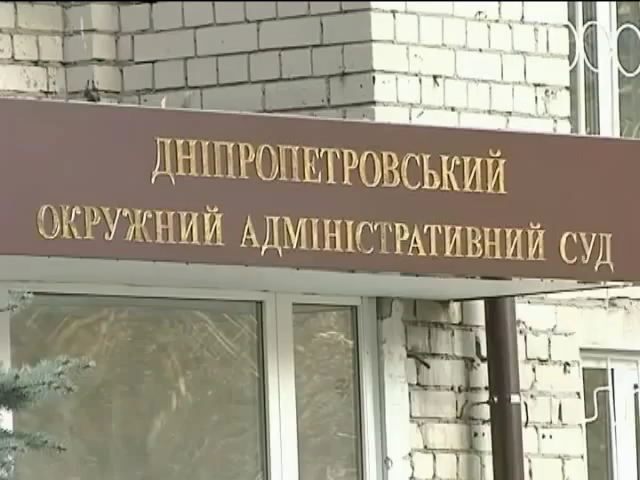 ДНІПРОПЕТРОВСЬКИЙ
ОКРУЖНИЙ АДМІНІСТРАТИВНИЙ СУД